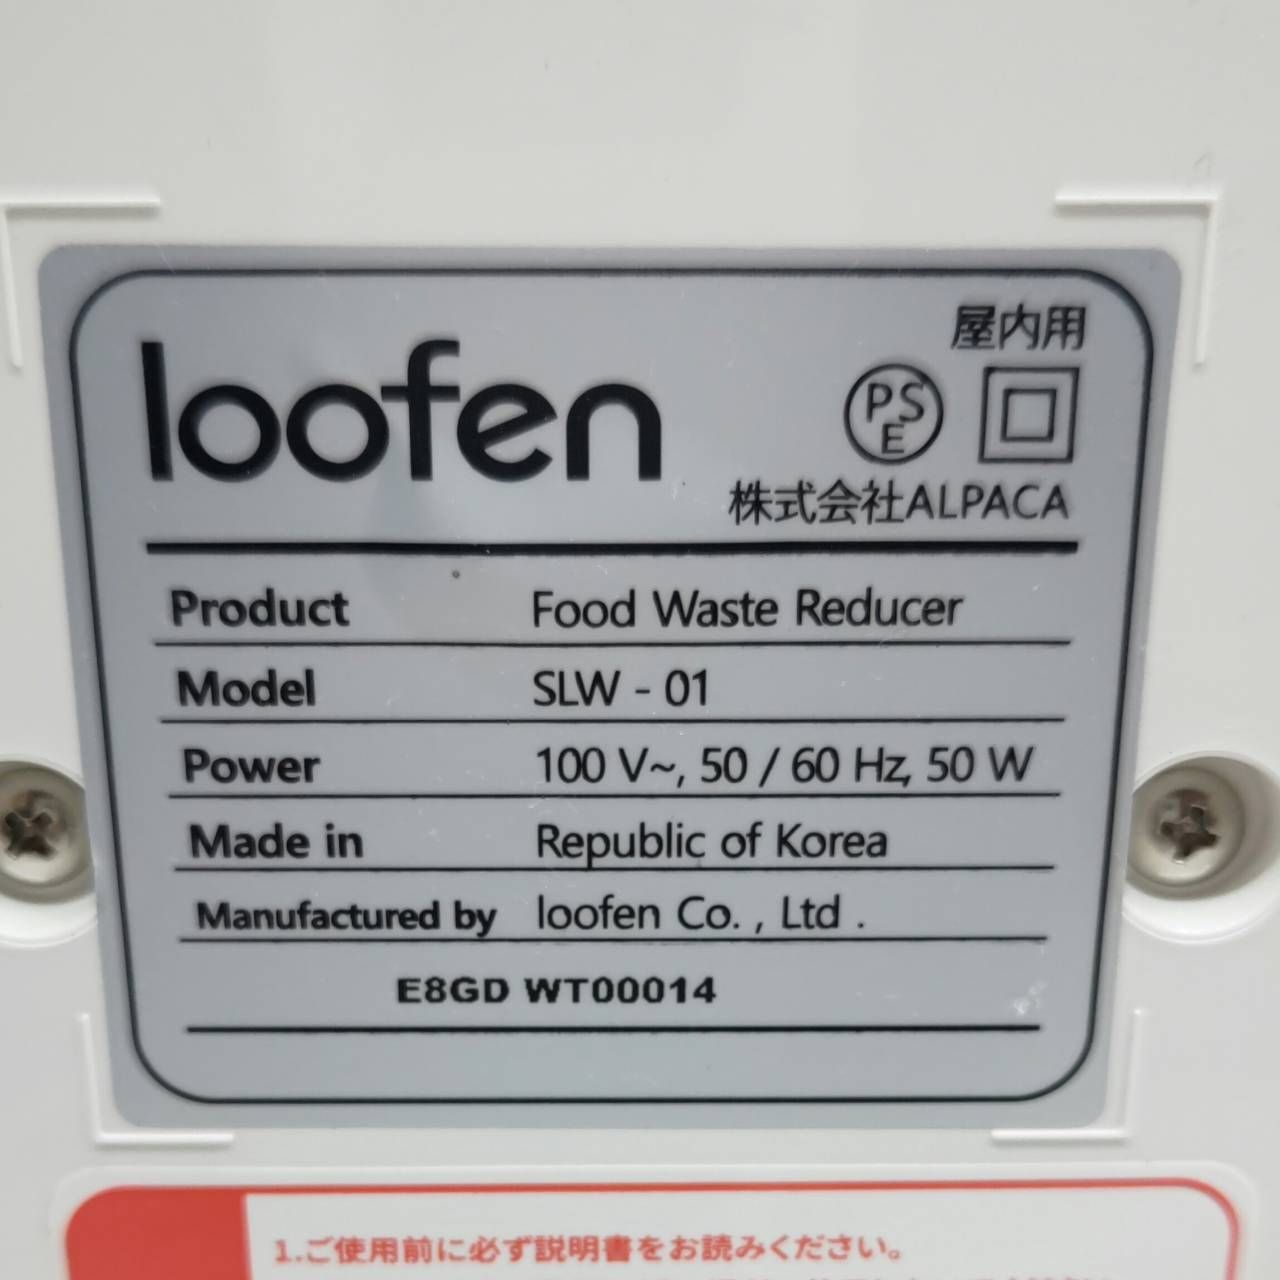 loofen
屋内用
PSE
株式会社ALPACA
Product Food Waste Reducer
Model SLW - 01
Power 100 V~, 50 / 60 Hz, 50 W
Made in Republic of Korea
Manufactured by loofen Co. , Ltd .
E8GD WT00014
1.ご使用前に必ず説明書をお読みください。